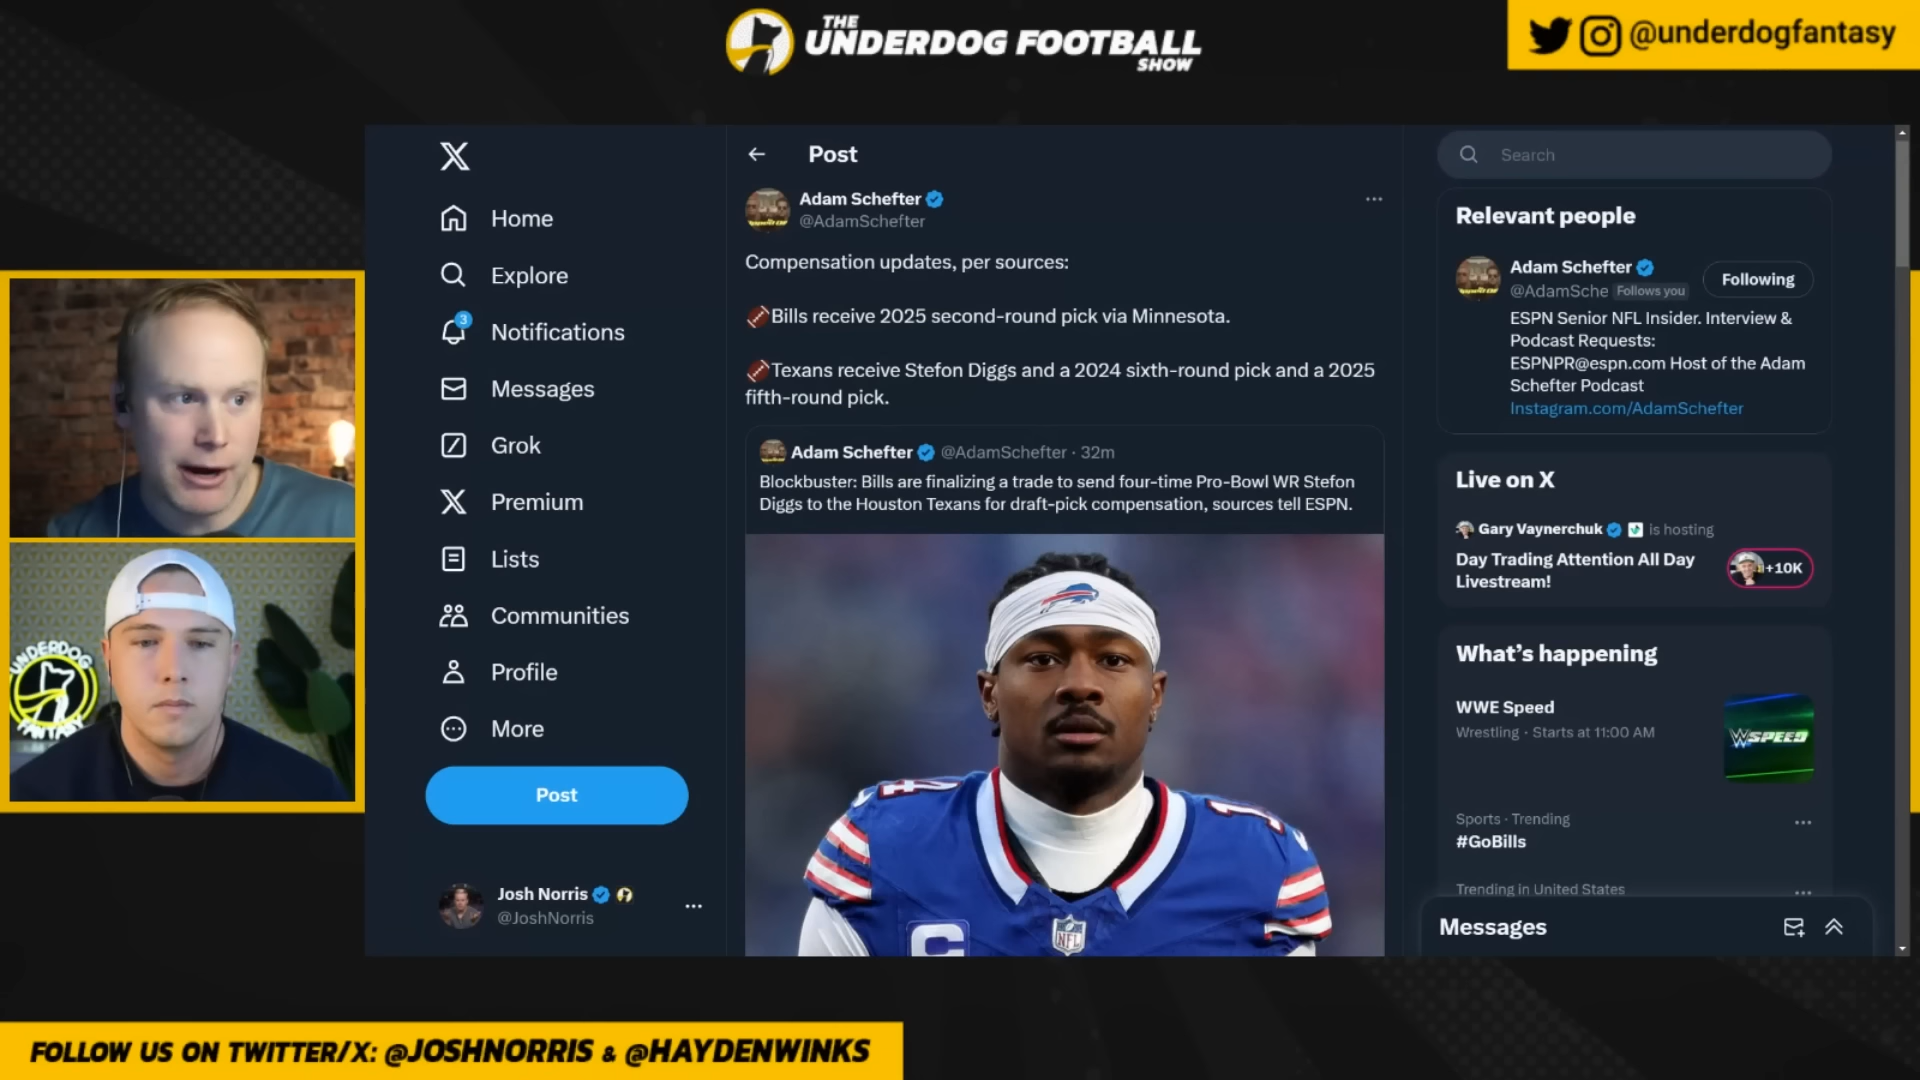 THE
UNDERDOG FOOTBALL
SHOW
@underdogfantasy
Post
Search
Adam Schefter
@AdamSchefter
Compensation updates, per sources:
Bills receive 2025 second-round pick via Minnesota.
Texans receive Stefon Diggs and a 2024 sixth-round pick and a 2025
fifth-round pick.
Adam Schefter @AdamSchefter · 32m
Blockbuster: Bills are finalizing a trade to send four-time Pro-Bowl WR Stefon
Diggs to the Houston Texans for draft-pick compensation, sources tell ESPN.
14
1
C
NFL
Home
Explore
3
Notifications
Messages
Grok
Premium
Lists
Communities
Profile
More
Post
Josh Norris
@JoshNorris
Relevant people
Adam Schefter
@AdamSche Follows you
Following
ESPN Senior NFL Insider. Interview &
Podcast Requests:
ESPNPR@espn.com Host of the Adam
Schefter Podcast
Instagram.com/AdamSchefter
Live on X
Gary Vaynerchuk is hosting
Day Trading Attention All Day
Livestream!
+10K
What's happening
WWE Speed
Wrestling · Starts at 11:00 AM
WSPEED
Sports · Trending
#GoBills
Trending in United States
Messages
UNDERDOG
FANTASY
FOLLOW US ON TWITTER/X: @JOSHNORRIS & @HAYDENWINKS